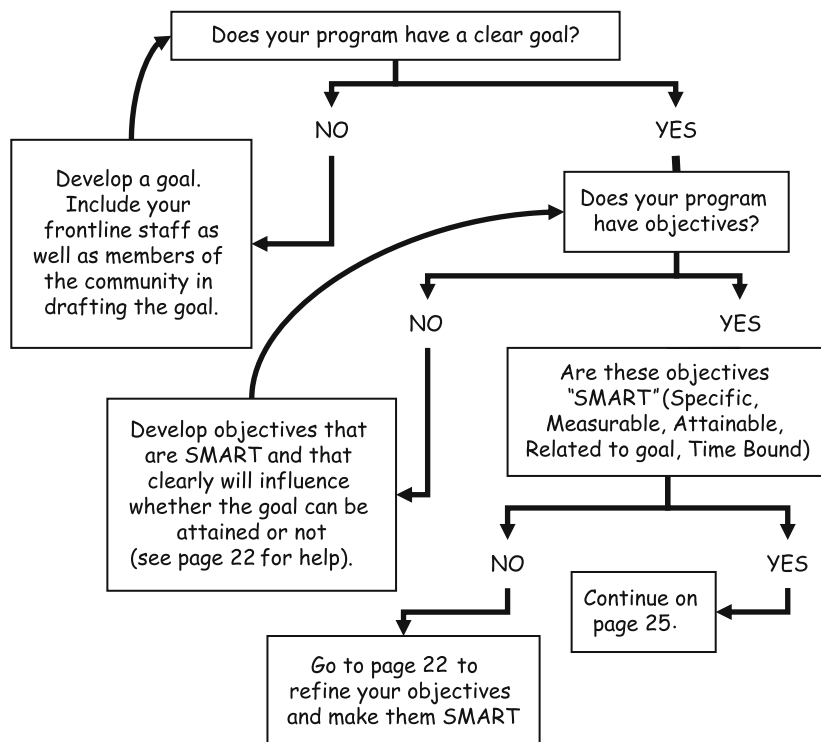 Does your program have a clear goal?
NO
YES
Develop a goal.
Include your
frontline staff as
well as members of
the community in
drafting the goal.
Does your program
have objectives?
NO
YES
Develop objectives that
are SMART and that
clearly will influence
whether the goal can be
attained or not
(see page 22 for help).
Are these objectives
“SMART”(Specific,
Measurable, Attainable,
Related to goal, Time Bound)
NO
YES
Go to page 22 to
refine your objectives
and make them SMART
Continue on
page 25.